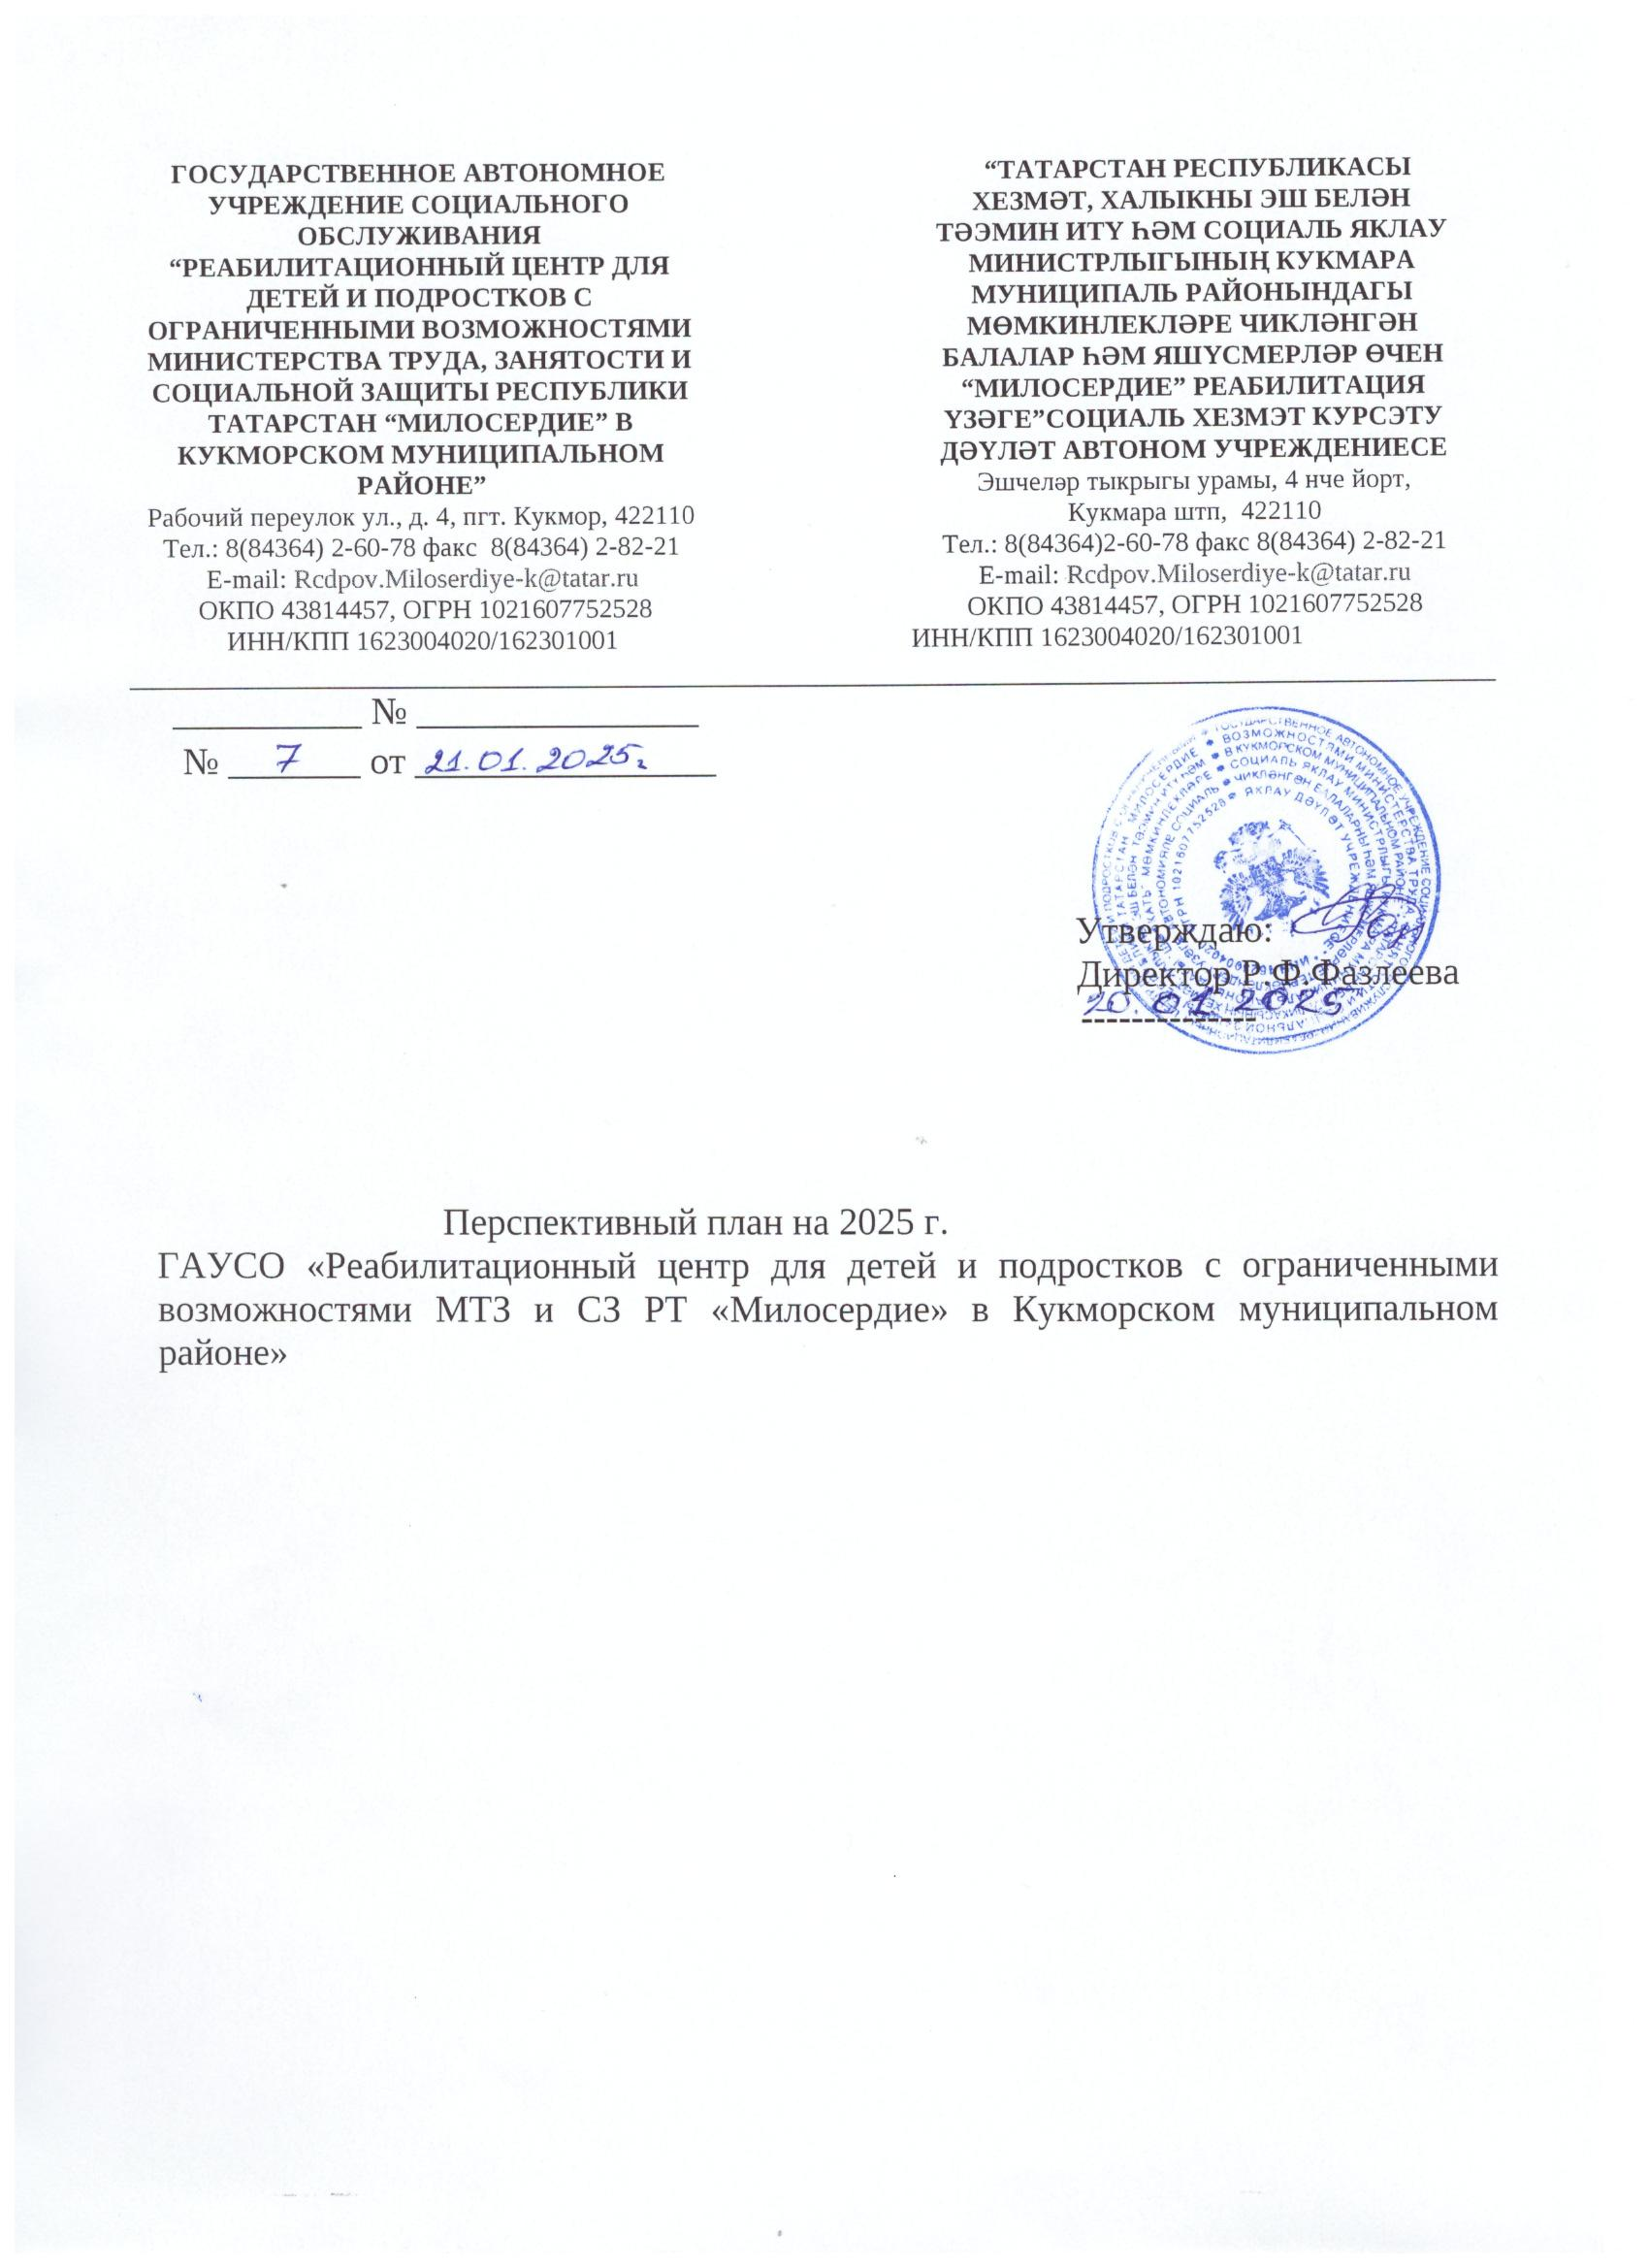 ГОСУДАРСТВЕННОЕ АВТОНОМНОЕ
УЧРЕЖДЕНИЕ СОЦИАЛЬНОГО
ОБСЛУЖИВАНИЯ
“РЕАБИЛИТАЦИОННЫЙ ЦЕНТР ДЛЯ
ДЕТЕЙ И ПОДРОСТКОВ С
ОГРАНИЧЕННЫМИ ВОЗМОЖНОСТЯМИ
МИНИСТЕРСТВА ТРУДА, ЗАНЯТОСТИ И
СОЦИАЛЬНОЙ ЗАЩИТЫ РЕСПУБЛИКИ
ТАТАРСТАН “МИЛОСЕРДИЕ” В
КУКМОРСКОМ МУНИЦИПАЛЬНОМ
РАЙОНЕ”
Рабочий переулок ул., д. 4, пгт. Кукмор, 422110
Тел.: 8(84364) 2-60-78 факс 8(84364) 2-82-21
E-mail: Rcdpov.Miloserdiye-k@tatar.ru
ОКПО 43814457, ОГРН 1021607752528
ИНН/КПП 1623004020/162301001
“ТАТАРСТАН РЕСПУБЛИКАСЫ
ХЕЗМӘТ, ХАЛЫКНЫ ЭШ БЕЛӘН
ТӘЭМИН ИТҮ ҺӘМ СОЦИАЛЬ ЯКЛАУ
МИНИСТРЛЫГЫНЫҢ КУКМАРА
МУНИЦИПАЛЬ РАЙОНЫНДАГЫ
МӨМКИНЛЕКЛӘРЕ ЧИКЛӘНГӘН
БАЛАЛАР ҺӘМ ЯШҮСМЕРЛӘР ӨЧЕН
“МИЛОСЕРДИЕ” РЕАБИЛИТАЦИЯ
ҮЗӘГЕ”СОЦИАЛЬ ХЕЗМӘТ КУРСЭТУ
ДӘҮЛӘТ АВТОНОМ УЧРЕЖДЕНИЕСЕ
Эшчеләр тыкрыгы урамы, 4 нче йорт,
Кукмара штп, 422110
Тел.: 8(84364)2-60-78 факс 8(84364) 2-82-21
E-mail: Rcdpov.Miloserdiye-k@tatar.ru
ОКПО 43814457, ОГРН 1021607752528
ИНН/КПП 1623004020/162301001
__________ № _______________
№ 7 от 21.01.2025г
Утверждаю:
Директор Р.Ф.Фазлеева
20.01.2025
Перспективный план на 2025 г.
ГАУСО «Реабилитационный центр для детей и подростков с ограниченными
возможностями МТЗ и СЗ РТ «Милосердие» в Кукморском муниципальном
районе»